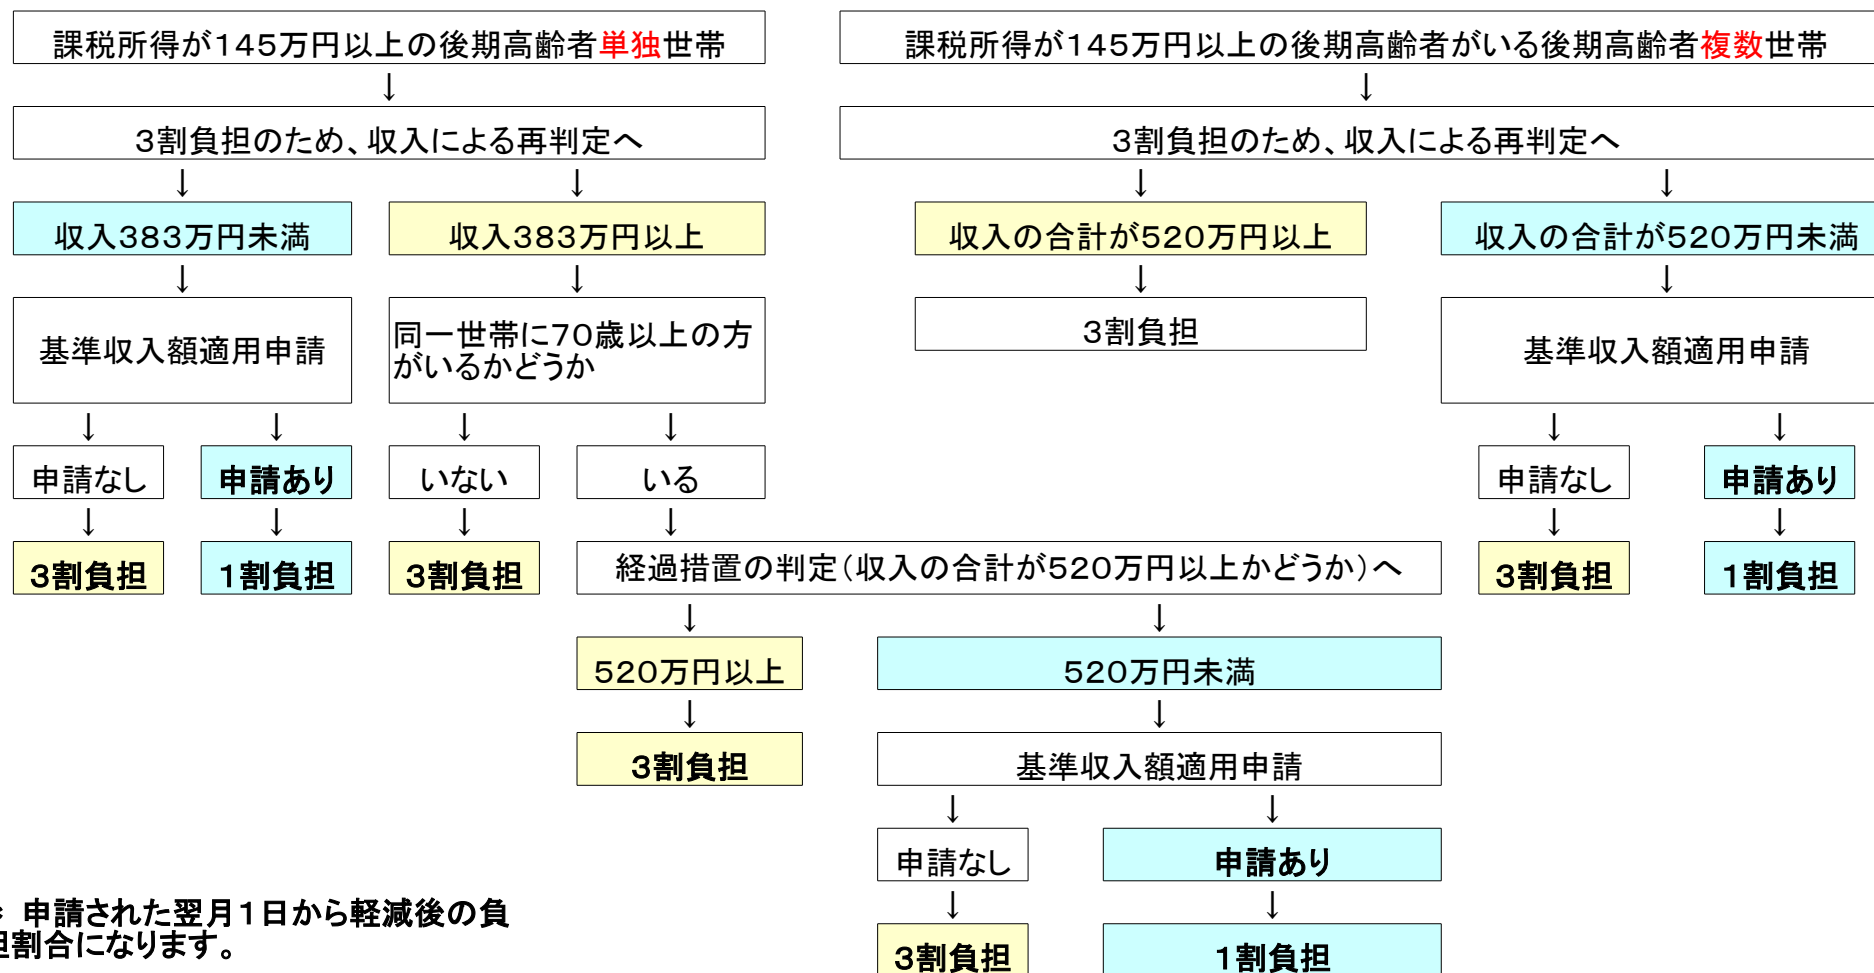 課税所得が145万円以上の後期高齢者単独世帯
↓
3割負担のため、収入による再判定へ
↓ ↓
収入383万円未満 収入383万円以上
↓ ↓
基準収入額適用申請
同一世帯に70歳以上の方
がいるかどうか
↓ ↓ ↓ ↓
申請なし 申請あり いない いる
↓ ↓ ↓ ↓
3割負担 1割負担 3割負担
課税所得が145万円以上の後期高齢者がいる後期高齢者複数世帯
↓
3割負担のため、収入による再判定へ
↓ ↓
収入の合計が520万円以上 収入の合計が520万円未満
↓ ↓
3割負担 基準収入額適用申請
↓ ↓
申請なし 申請あり
↓ ↓
3割負担 1割負担
経過措置の判定(収入の合計が520万円以上かどうか)へ
↓ ↓
520万円以上 520万円未満
↓ ↓
3割負担 基準収入額適用申請
↓ ↓
申請なし 申請あり
↓ ↓
3割負担 1割負担
申請された翌月1日から軽減後の負
担割合になります。